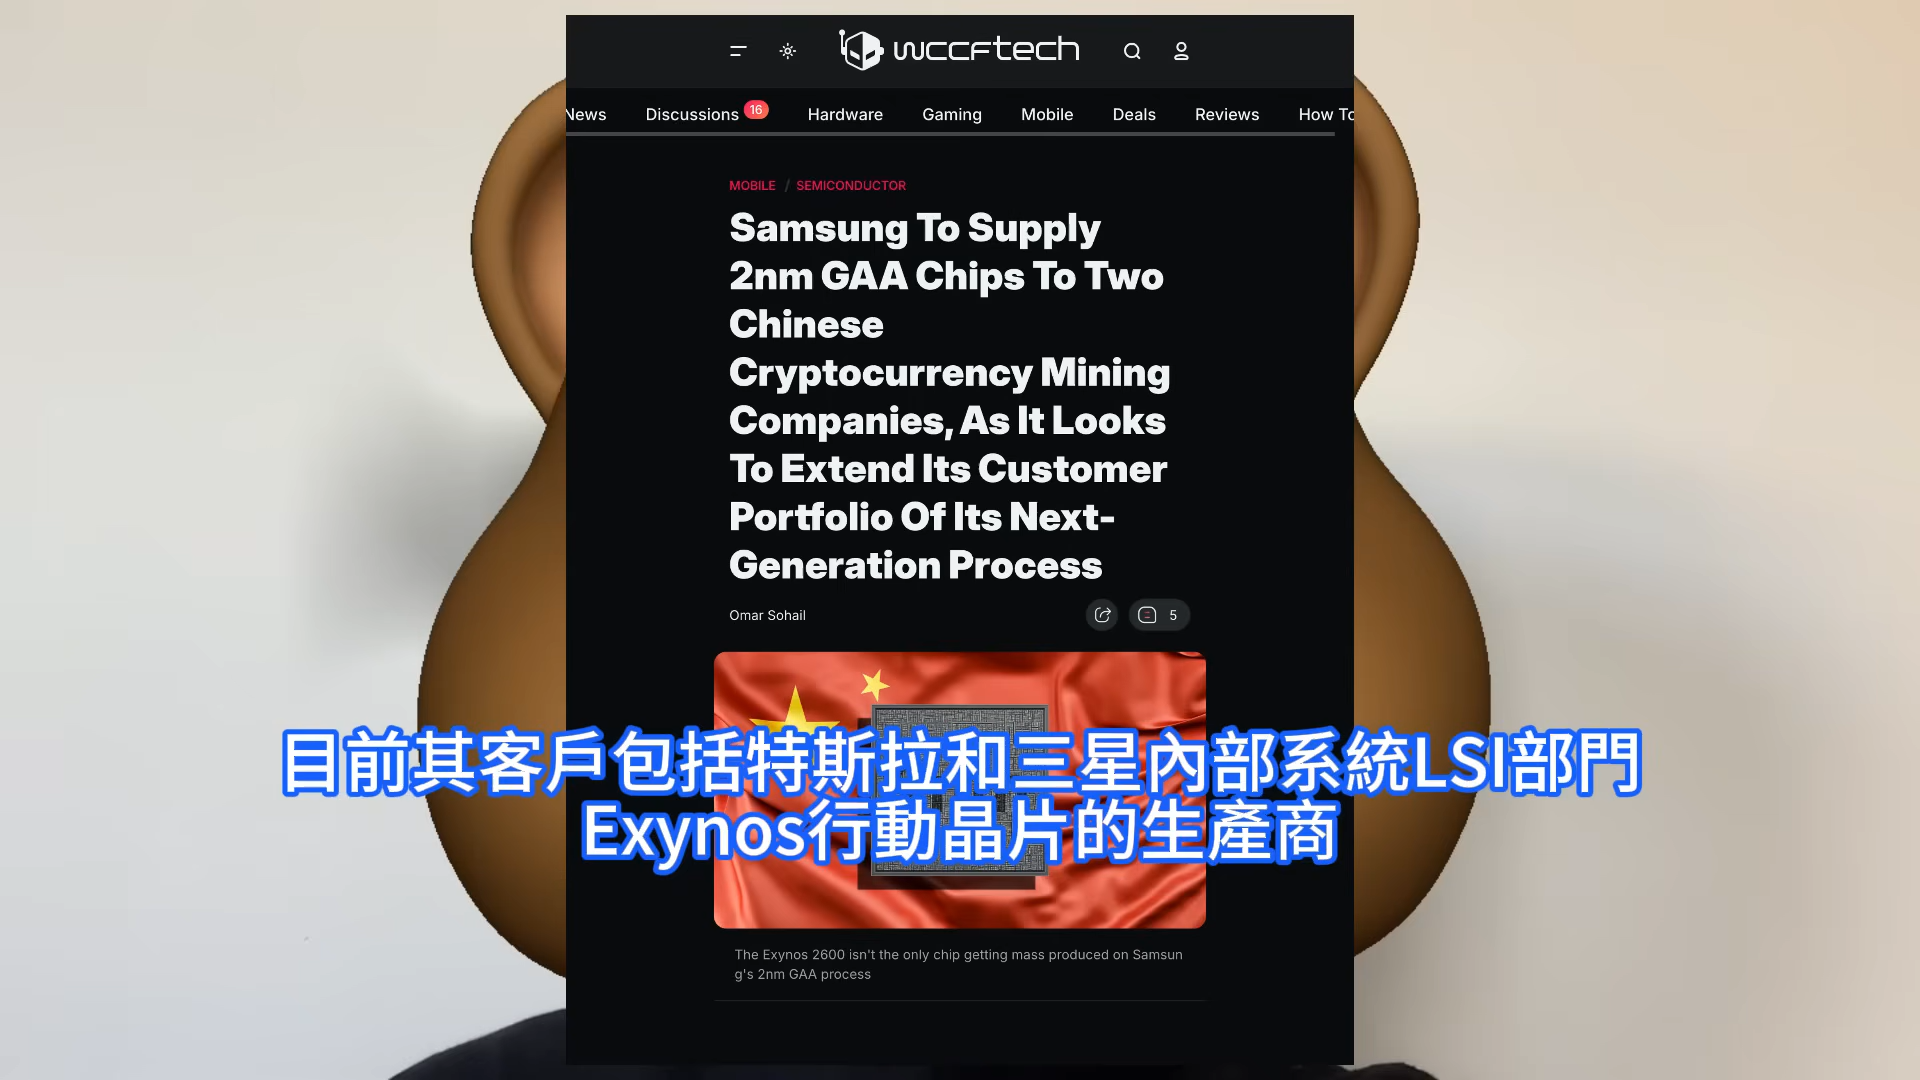 wccftech
News Discussions 16 Hardware Gaming Mobile Deals Reviews How To
MOBILE / SEMICONDUCTOR
Samsung To Supply
2nm GAA Chips To Two
Chinese
Cryptocurrency Mining
Companies, As It Looks
To Extend Its Customer
Portfolio Of Its Next-
Generation Process
Omar Sohail
5
目前其客戶包括特斯拉和三星內部系統LSI部門
Exynos行動晶片的生產商
The Exynos 2600 isn't the only chip getting mass produced on Samsun
g's 2nm GAA process